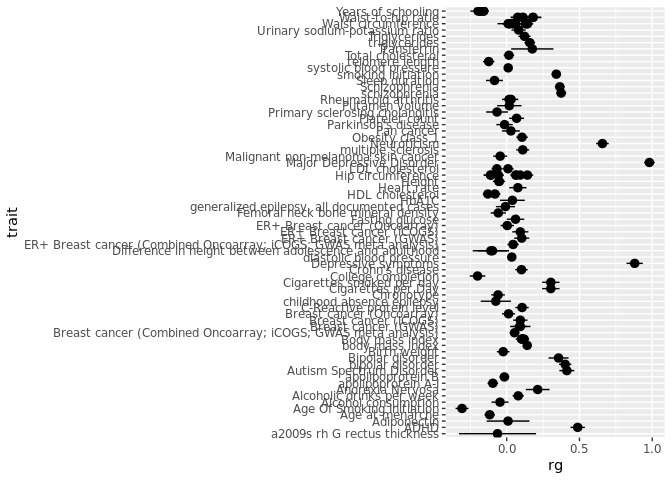 Years of schooling
Waist-to-hip ratio
Waist circumference
Urinary sodium-potassium ratio
Triglycerides
triglycerides
Transferrin
Total cholesterol
telomere length
systolic blood pressure
smoking initiation
Sleep duration
Schizophrenia
schizophrenia
Rheumatoid arthritis
Putamen volume
Primary sclerosing cholangitis
Platelet count
Parkinson's disease
Pan cancer
Obesity class 1
Neuroticism
multiple sclerosis
Malignant non-melanoma skin cancer
Major Depressive Disorder
LDL cholesterol
Hip circumference
Height
Heart rate
HDL cholesterol
HbA1C
generalized epilepsy, all documented cases
Femoral neck bone mineral density
Fasting glucose
ER+ Breast cancer (Oncoarray)
ER+ Breast cancer (iCOGS)
ER+ Breast cancer (GWAS)
ER+ Breast cancer (Combined Oncoarray; iCOGS; GWAS meta analysis)
Difference in height between adolescence and adulthood
diastolic blood pressure
Depressive symptoms
Crohn's disease
College completion
Cigarettes smoked per day
Cigarettes per Day
Chronotype
childhood absence epilepsy
C-Reactive protein level
Breast cancer (Oncoarray)
Breast cancer (iCOGS)
Breast cancer (GWAS)
Breast cancer (Combined Oncoarray; iCOGS; GWAS meta analysis)
Body mass index
body mass index
Birth weight
Bipolar disorder
bipolar disorder
Autism Spectrum Disorder
apolipoprotein B
apolipoprotein A-I
Anorexia Nervosa
Alcoholic drinks per week
Alcohol consumption
Age Of Smoking Initiation
Age at menarche
Adiponectin
ADHD
a2009s rh G rectus thickness
trait
0.0 0.5 1.0
rg